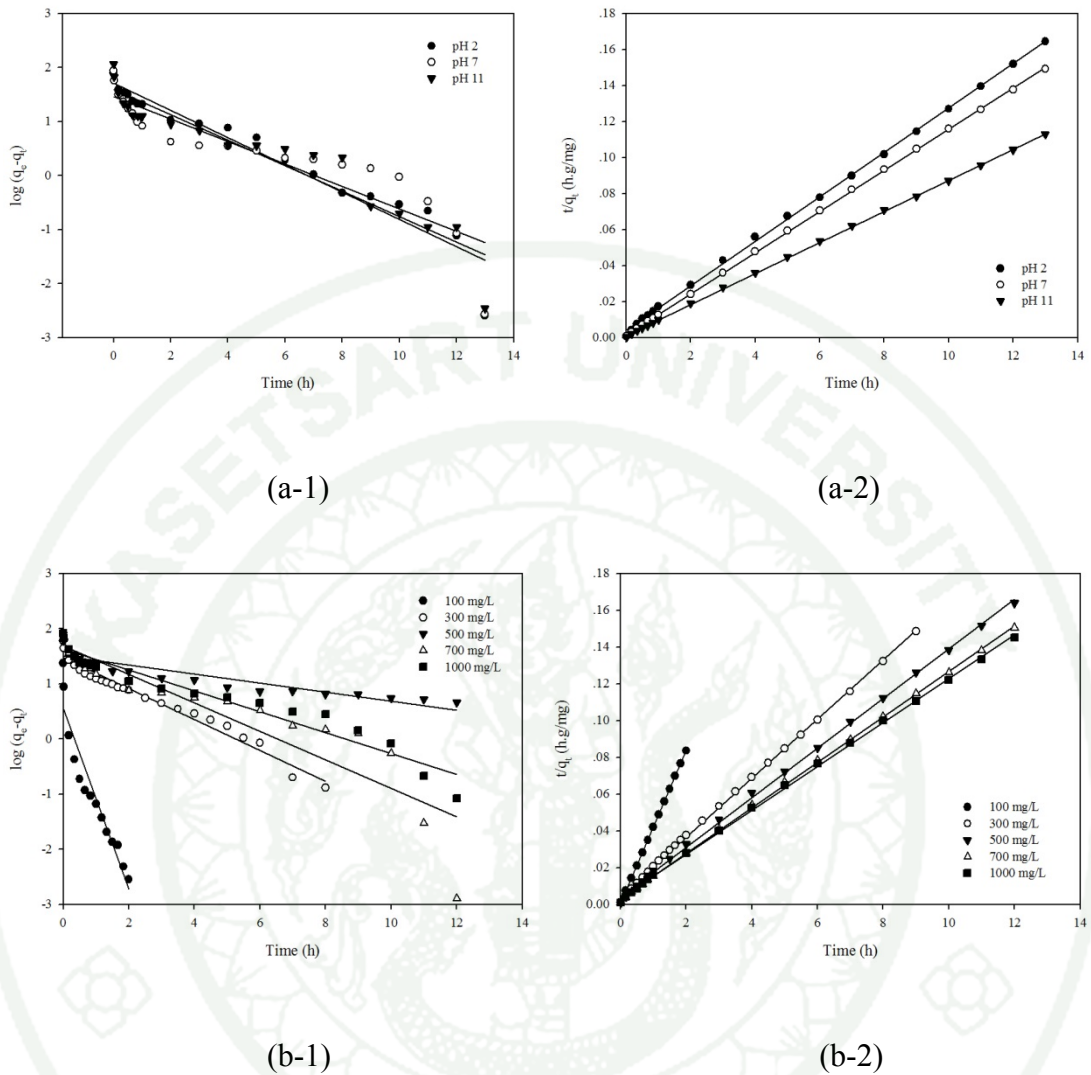 3
2
1
0
-1
-2
-3
log (qe-qt)
0 2 4 6 8 10 12 14
Time (h)
pH 2
pH 7
pH 11
(a-1)
.18
.16
.14
.12
.10
.08
.06
.04
.02
0.00
t/qt (h.g/mg)
0 2 4 6 8 10 12 14
Time (h)
pH 2
pH 7
pH 11
(a-2)
KASETSART UNIVERSITY
3
2
1
0
-1
-2
-3
log (qe-qt)
0 2 4 6 8 10 12 14
Time (h)
100 mg/L
300 mg/L
500 mg/L
700 mg/L
1000 mg/L
(b-1)
.18
.16
.14
.12
.10
.08
.06
.04
.02
0.00
t/qt (h.g/mg)
0 2 4 6 8 10 12 14
Time (h)
100 mg/L
300 mg/L
500 mg/L
700 mg/L
1000 mg/L
(b-2)